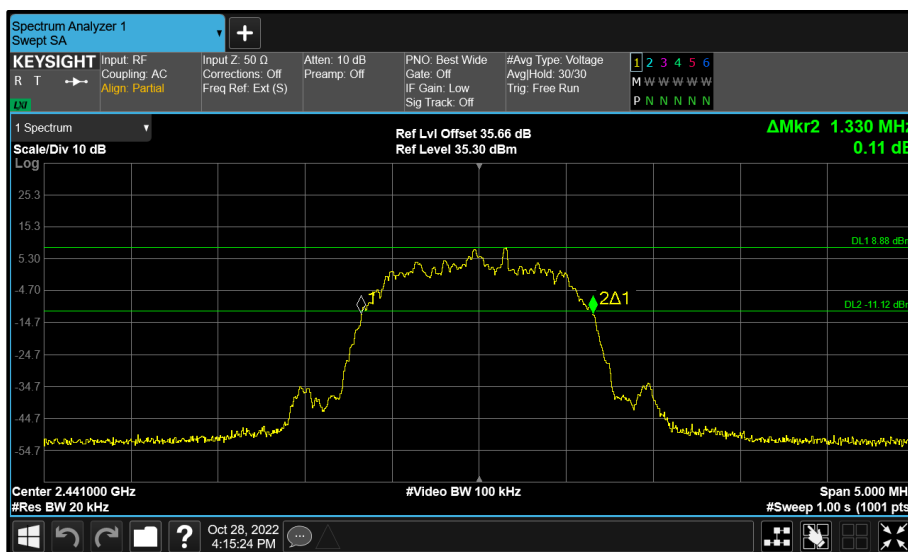 Spectrum Analyzer 1
Swept SA
+
KEYSIGHT
R T
LXI
Input: RF
Coupling: AC
Align: Partial
Input Z: 50 Ω
Corrections: Off
Freq Ref: Ext (S)
Atten: 10 dB
Preamp: Off
PNO: Best Wide
Gate: Off
IF Gain: Low
Sig Track: Off
#Avg Type: Voltage
Avg|Hold: 30/30
Trig: Free Run
1 2 3 4 5 6
M W W W W W
P N N N N N
1 Spectrum
Scale/Div 10 dB
Ref Lvl Offset 35.66 dB
Ref Level 35.30 dBm
ΔMkr2 1.330 MHz
0.11 dB
Log
25.3
15.3
5.30
-4.70
-14.7
-24.7
-34.7
-44.7
-54.7
DL1 8.88 dBm
DL2 -11.12 dBm
1
2Δ1
Center 2.441000 GHz
#Res BW 20 kHz
#Video BW 100 kHz
Span 5.000 MHz
#Sweep 1.00 s (1001 pts)
?
Oct 28, 2022
4:15:24 PM